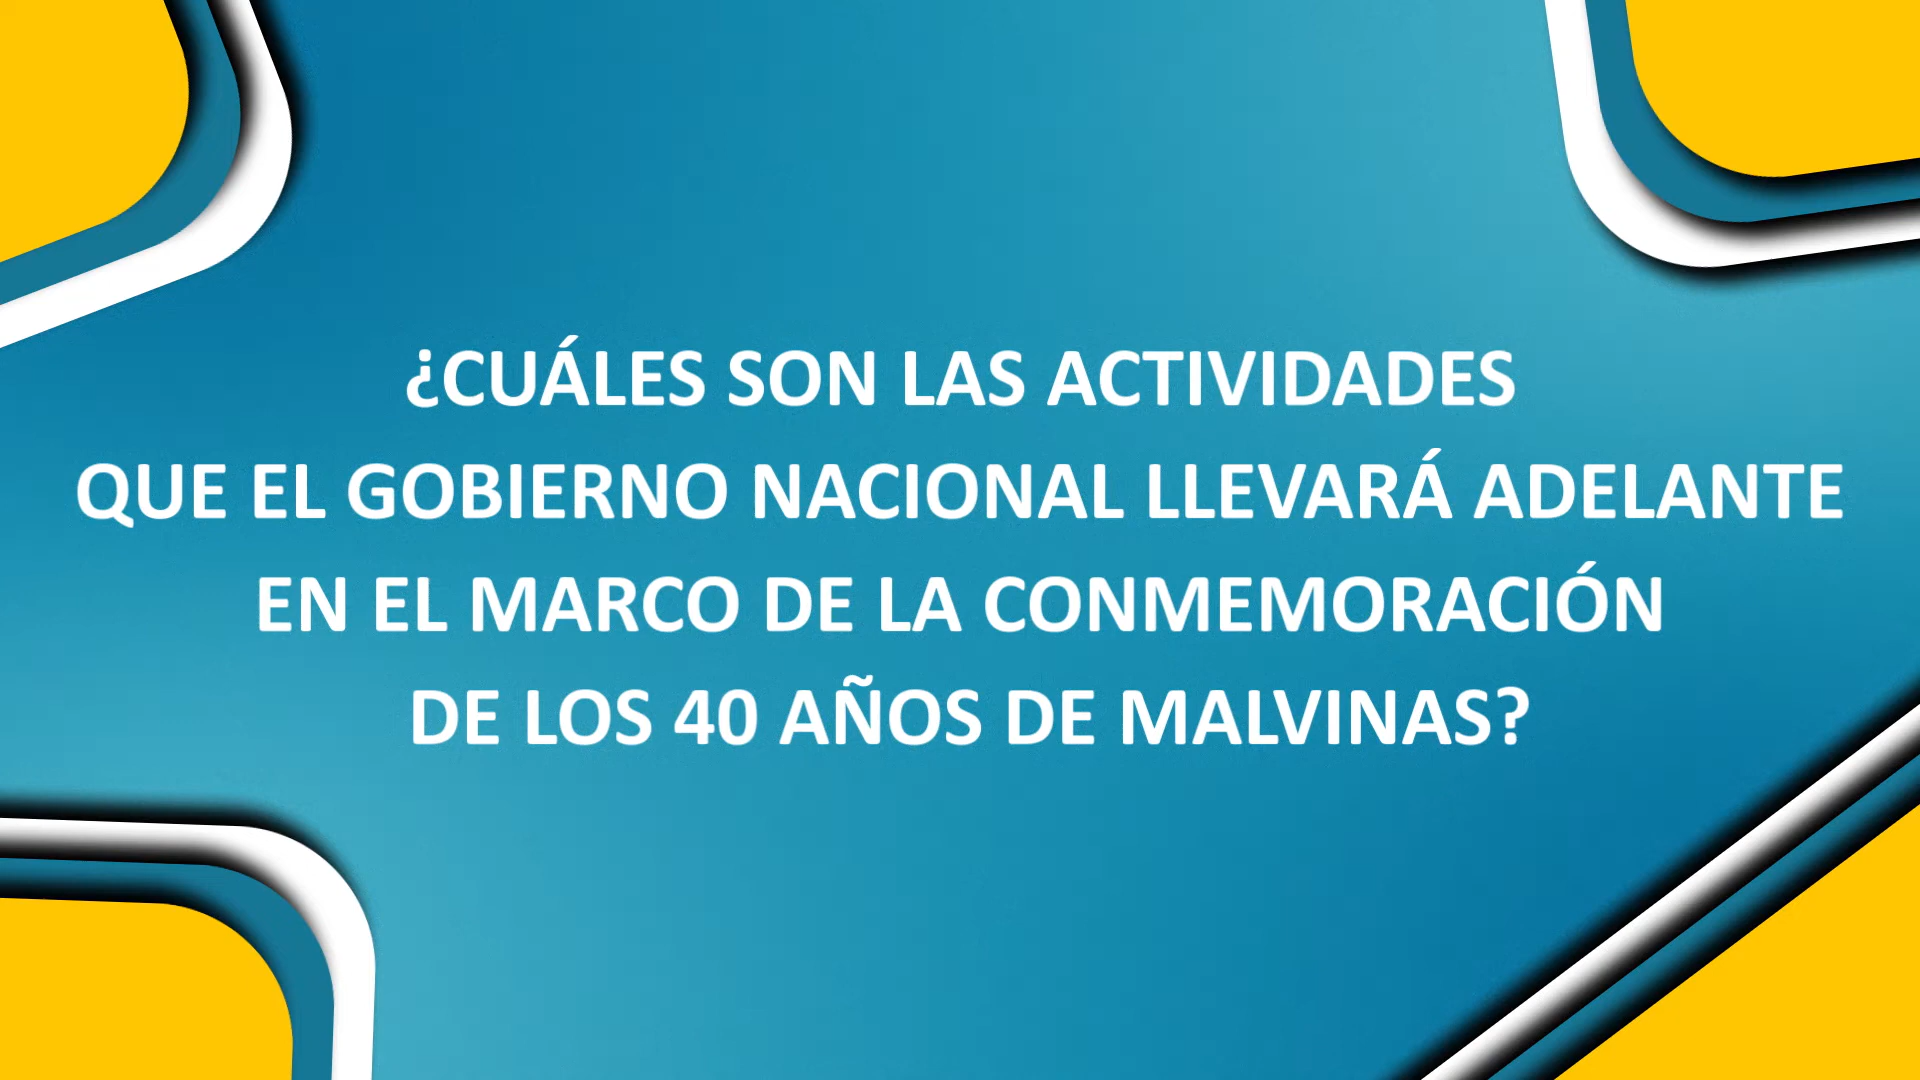 ¿CUÁLES SON LAS ACTIVIDADES
QUE EL GOBIERNO NACIONAL LLEVARÁ ADELANTE
EN EL MARCO DE LA CONMEMORACIÓN
DE LOS 40 AÑOS DE MALVINAS?